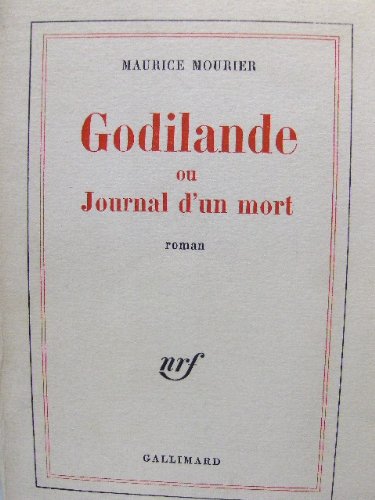 MAURICE MOURIER
Godilande
ou
Journal d'un mort
roman
nrf
GALLIMARD